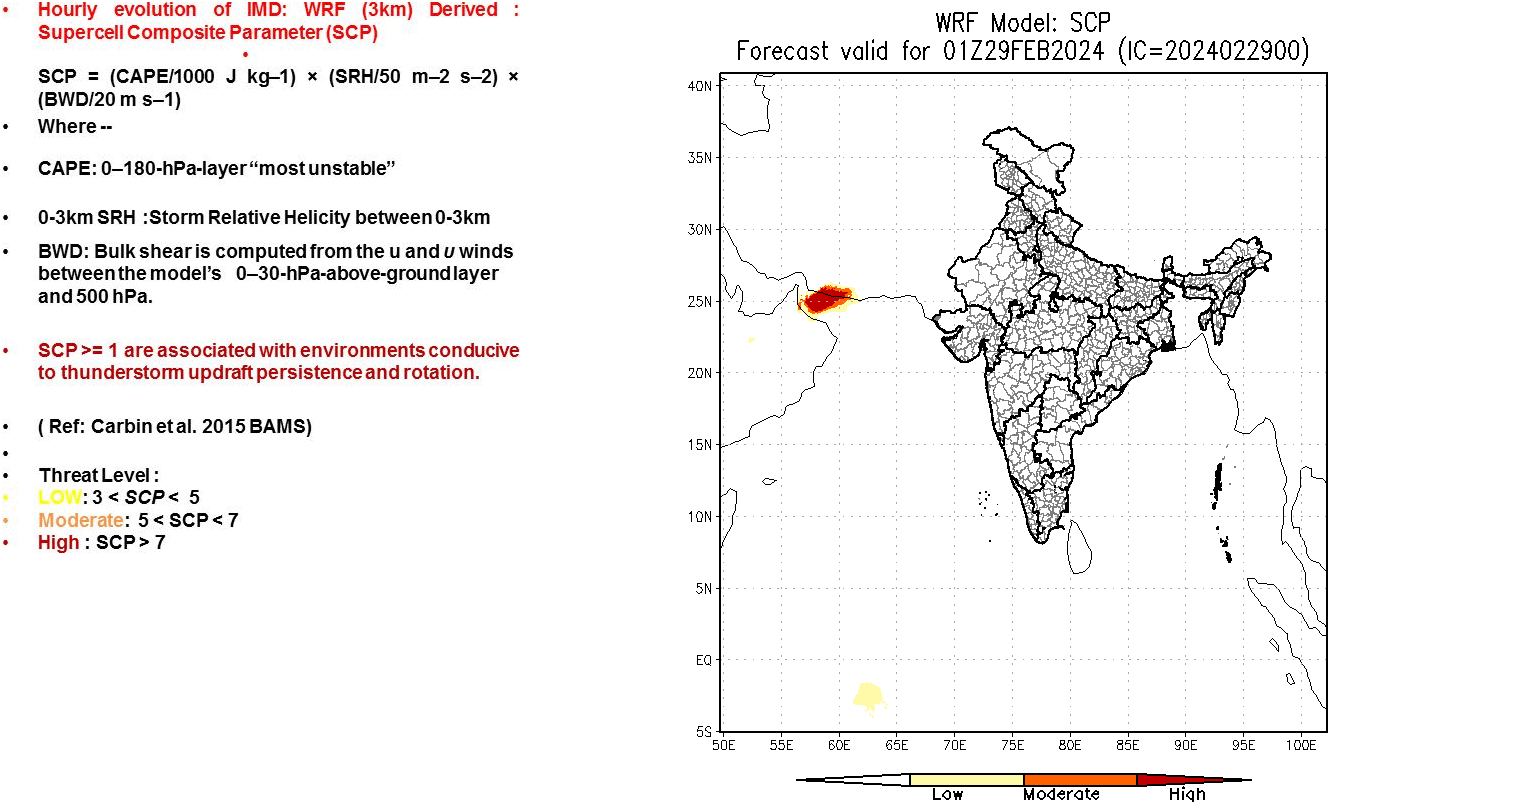 • Hourly evolution of IMD: WRF (3km) Derived :
Supercell Composite Parameter (SCP)
•
SCP = (CAPE/1000 J kg–1) × (SRH/50 m–2 s–2) ×
(BWD/20 m s–1)
• Where --
• CAPE: 0–180-hPa-layer “most unstable”
• 0-3km SRH :Storm Relative Helicity between 0-3km
• BWD: Bulk shear is computed from the u and υ winds
between the model’s 0–30-hPa-above-ground layer
and 500 hPa.
• SCP >= 1 are associated with environments conducive
to thunderstorm updraft persistence and rotation.
• ( Ref: Carbin et al. 2015 BAMS)
•
• Threat Level :
• LOW: 3 < SCP < 5
• Moderate: 5 < SCP < 7
• High : SCP > 7
WRF Model: SCP
Forecast valid for 01Z29FEB2024 (IC=2024022900)
40N
35N
30N
25N
20N
15N
10N
5N
EQ
5S
50E 55E 60E 65E 70E 75E 80E 85E 90E 95E 100E
Low Moderate High